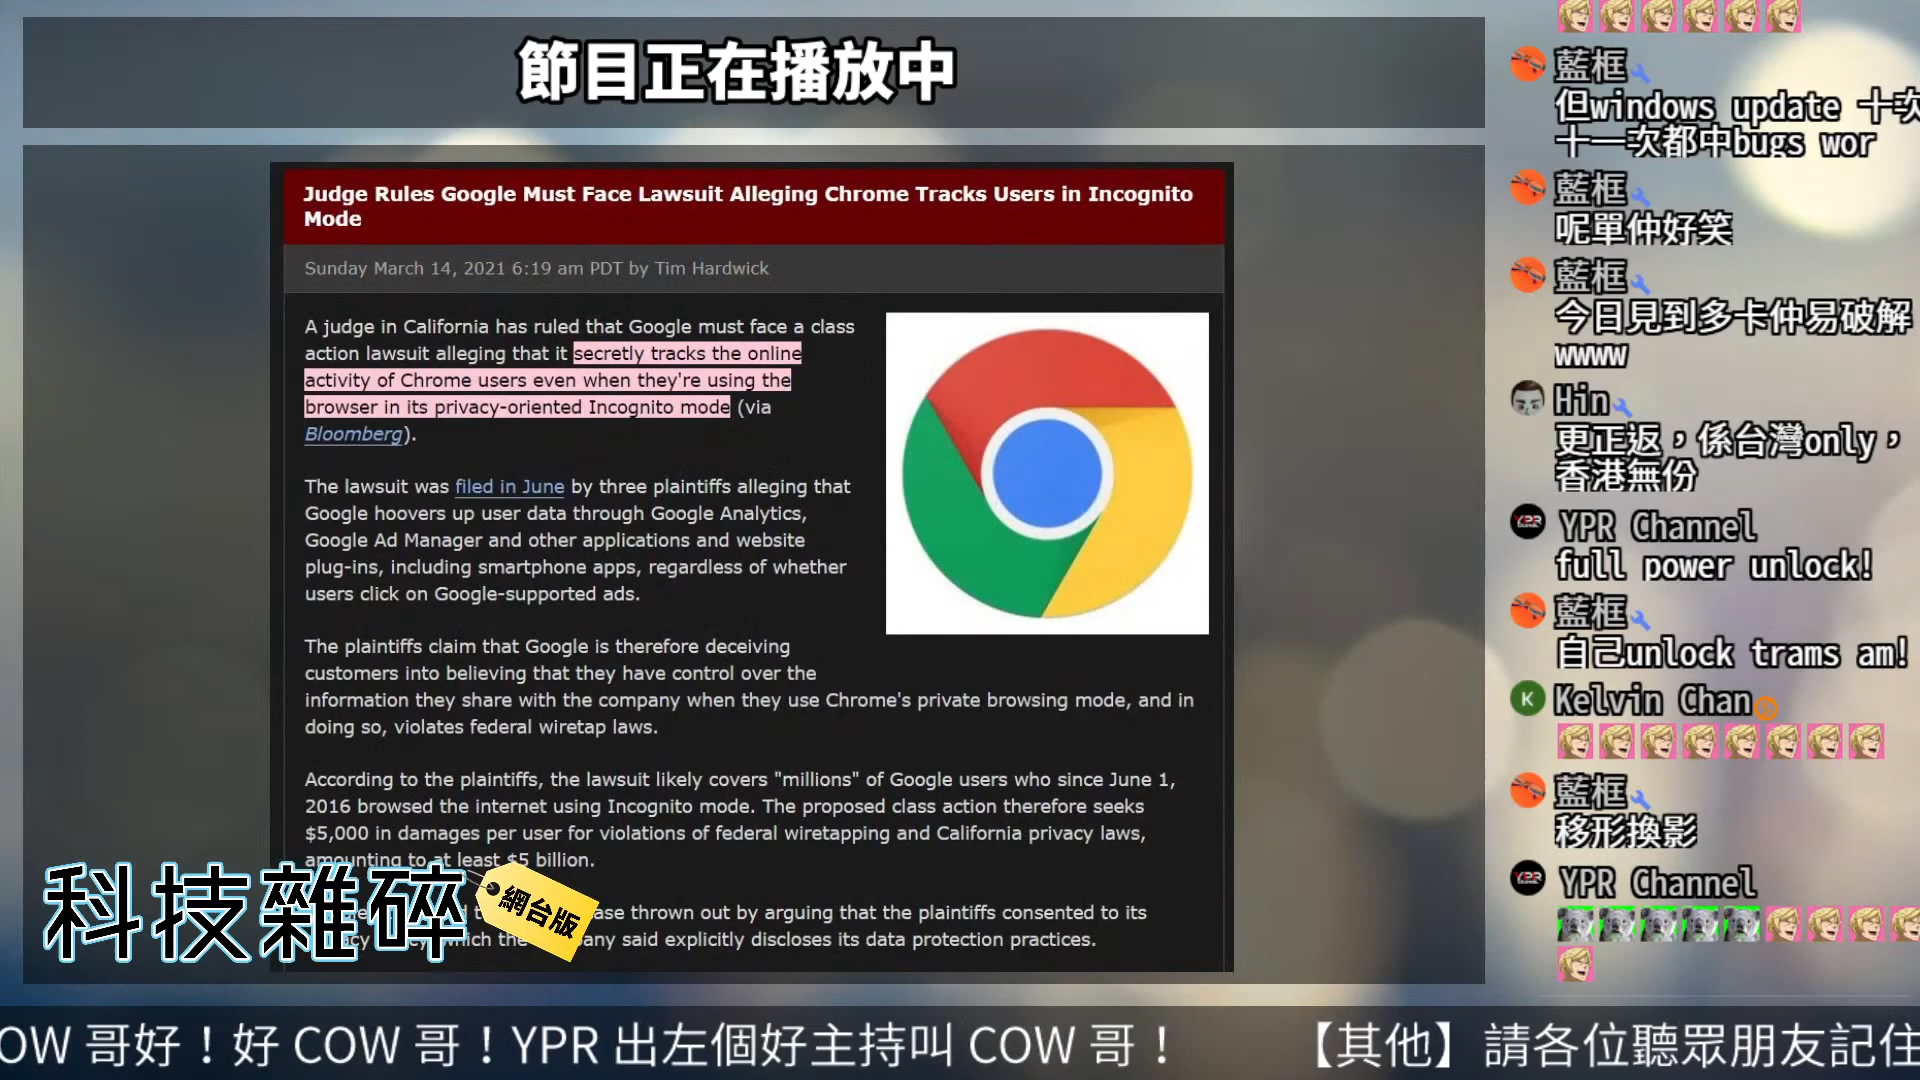 節目正在播放中
Judge Rules Google Must Face Lawsuit Alleging Chrome Tracks Users in Incognito
Mode
Sunday March 14, 2021 6:19 am PDT by Tim Hardwick
A judge in California has ruled that Google must face a class
action lawsuit alleging that it secretly tracks the online
activity of Chrome users even when they're using the
browser in its privacy-oriented Incognito mode (via
Bloomberg).
The lawsuit was filed in June by three plaintiffs alleging that
Google hoovers up user data through Google Analytics,
Google Ad Manager and other applications and website
plug-ins, including smartphone apps, regardless of whether
users click on Google-supported ads.
The plaintiffs claim that Google is therefore deceiving
customers into believing that they have control over the
information they share with the company when they use Chrome's private browsing mode, and in
doing so, violates federal wiretap laws.
According to the plaintiffs, the lawsuit likely covers "millions" of Google users who since June 1,
2016 browsed the internet using Incognito mode. The proposed class action therefore seeks
$5,000 in damages per user for violations of federal wiretapping and California privacy laws,
amounting to at least $5 billion.
thrown out by arguing that the plaintiffs consented to its
said explicitly discloses its data protection practices.
科技雜碎
網台版
藍框
但windows update 十次
十一次都中bugs wor
藍框
呢單仲好笑
藍框
今日見到多卡仲易破解
wwww
Hin
更正返，係台灣only，
香港無份
YPR YPR Channel
full power unlock!
藍框
自己unlock trams am!
K Kelvin Chan
藍框
移形換影
YPR YPR Channel
OW 哥好！好 COW 哥！YPR 出左個好主持叫 COW 哥！ 【其他】請各位聽眾朋友記住